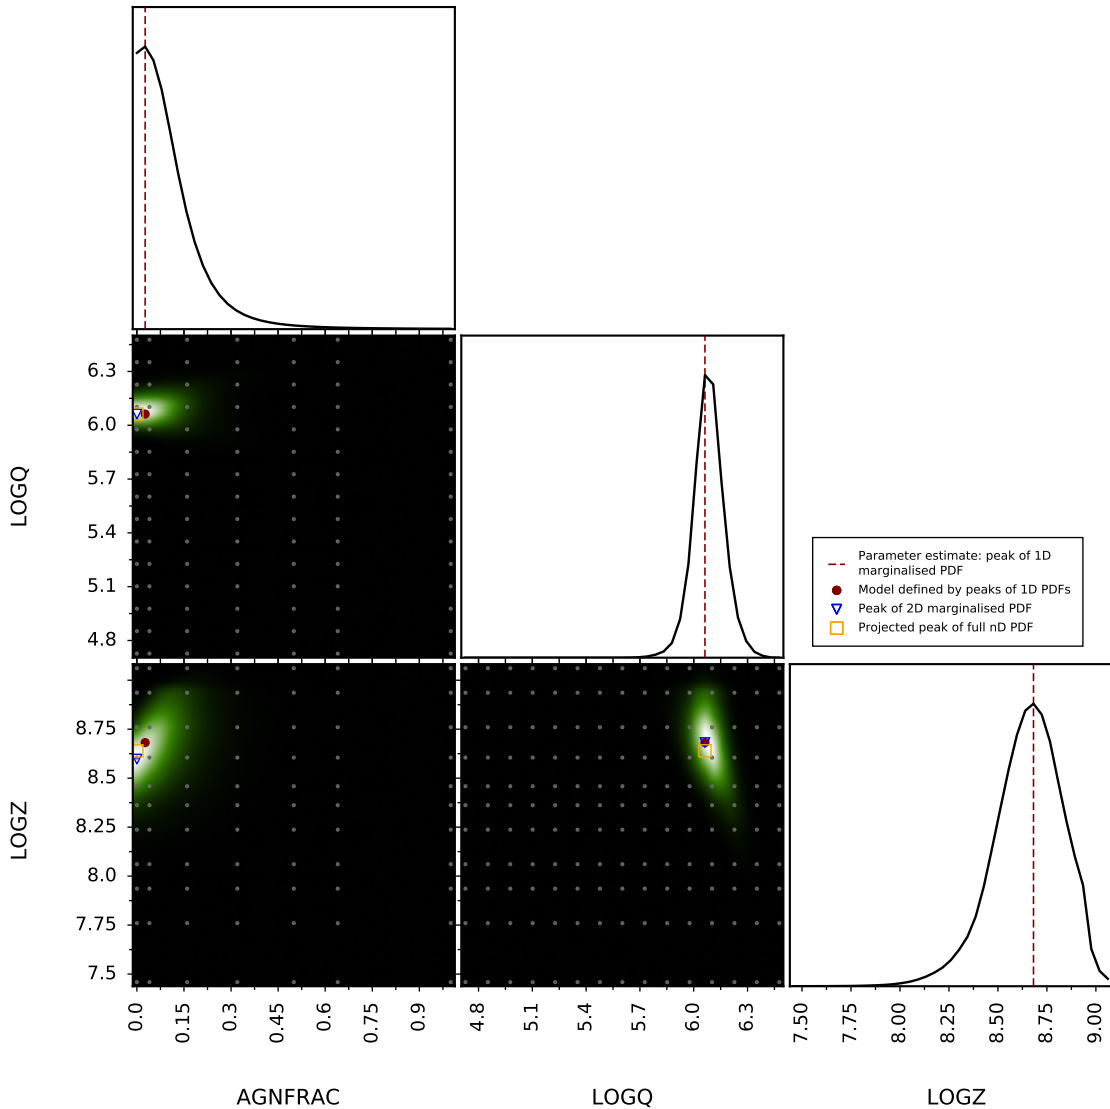 6.3
6.0
5.7
5.4
5.1
4.8
LOGQ
Parameter estimate: peak of 1D
marginalised PDF
Model defined by peaks of 1D PDFs
Peak of 2D marginalised PDF
Projected peak of full nD PDF
8.75
8.5
8.25
8.0
7.75
7.5
LOGZ
0.0 0.15 0.3 0.45 0.6 0.75 0.9
4.8 5.1 5.4 5.7 6.0 6.3
7.50 7.75 8.00 8.25 8.50 8.75 9.00
AGNFRAC LOGQ LOGZ